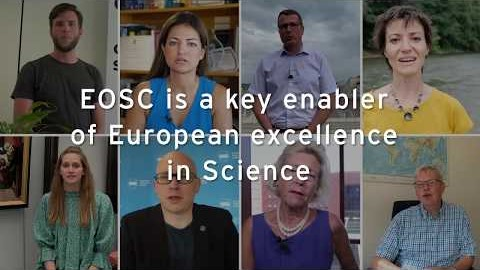 EOSC is a key enabler
of European excellence
in Science